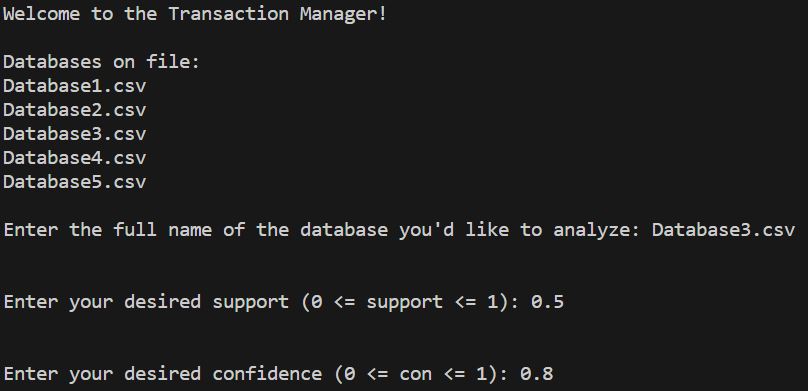 Welcome to the Transaction Manager!
Databases on file:
Database1.csv
Database2.csv
Database3.csv
Database4.csv
Database5.csv
Enter the full name of the database you'd like to analyze: Database3.csv
Enter your desired support (0 <= support <= 1): 0.5
Enter your desired confidence (0 <= con <= 1): 0.8